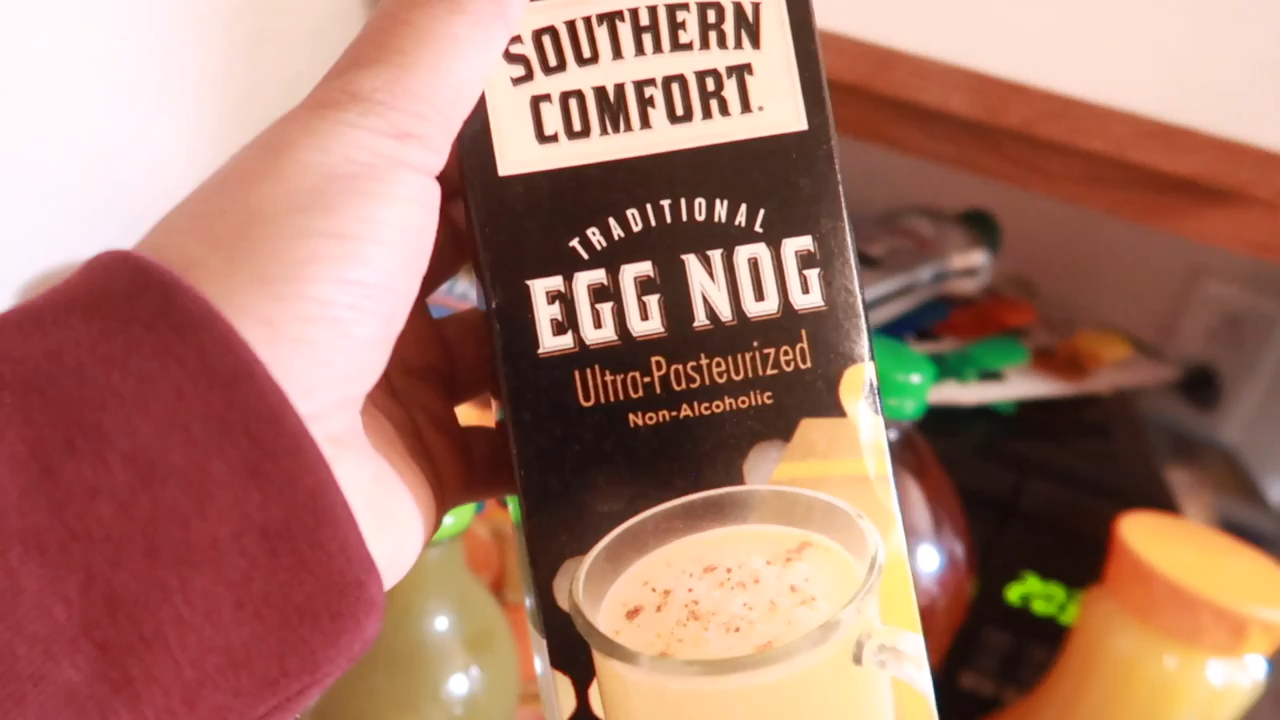 SOUTHERN
COMFORT.
TRADITIONAL
EGG NOG
Ultra-Pasteurized
Non-Alcoholic